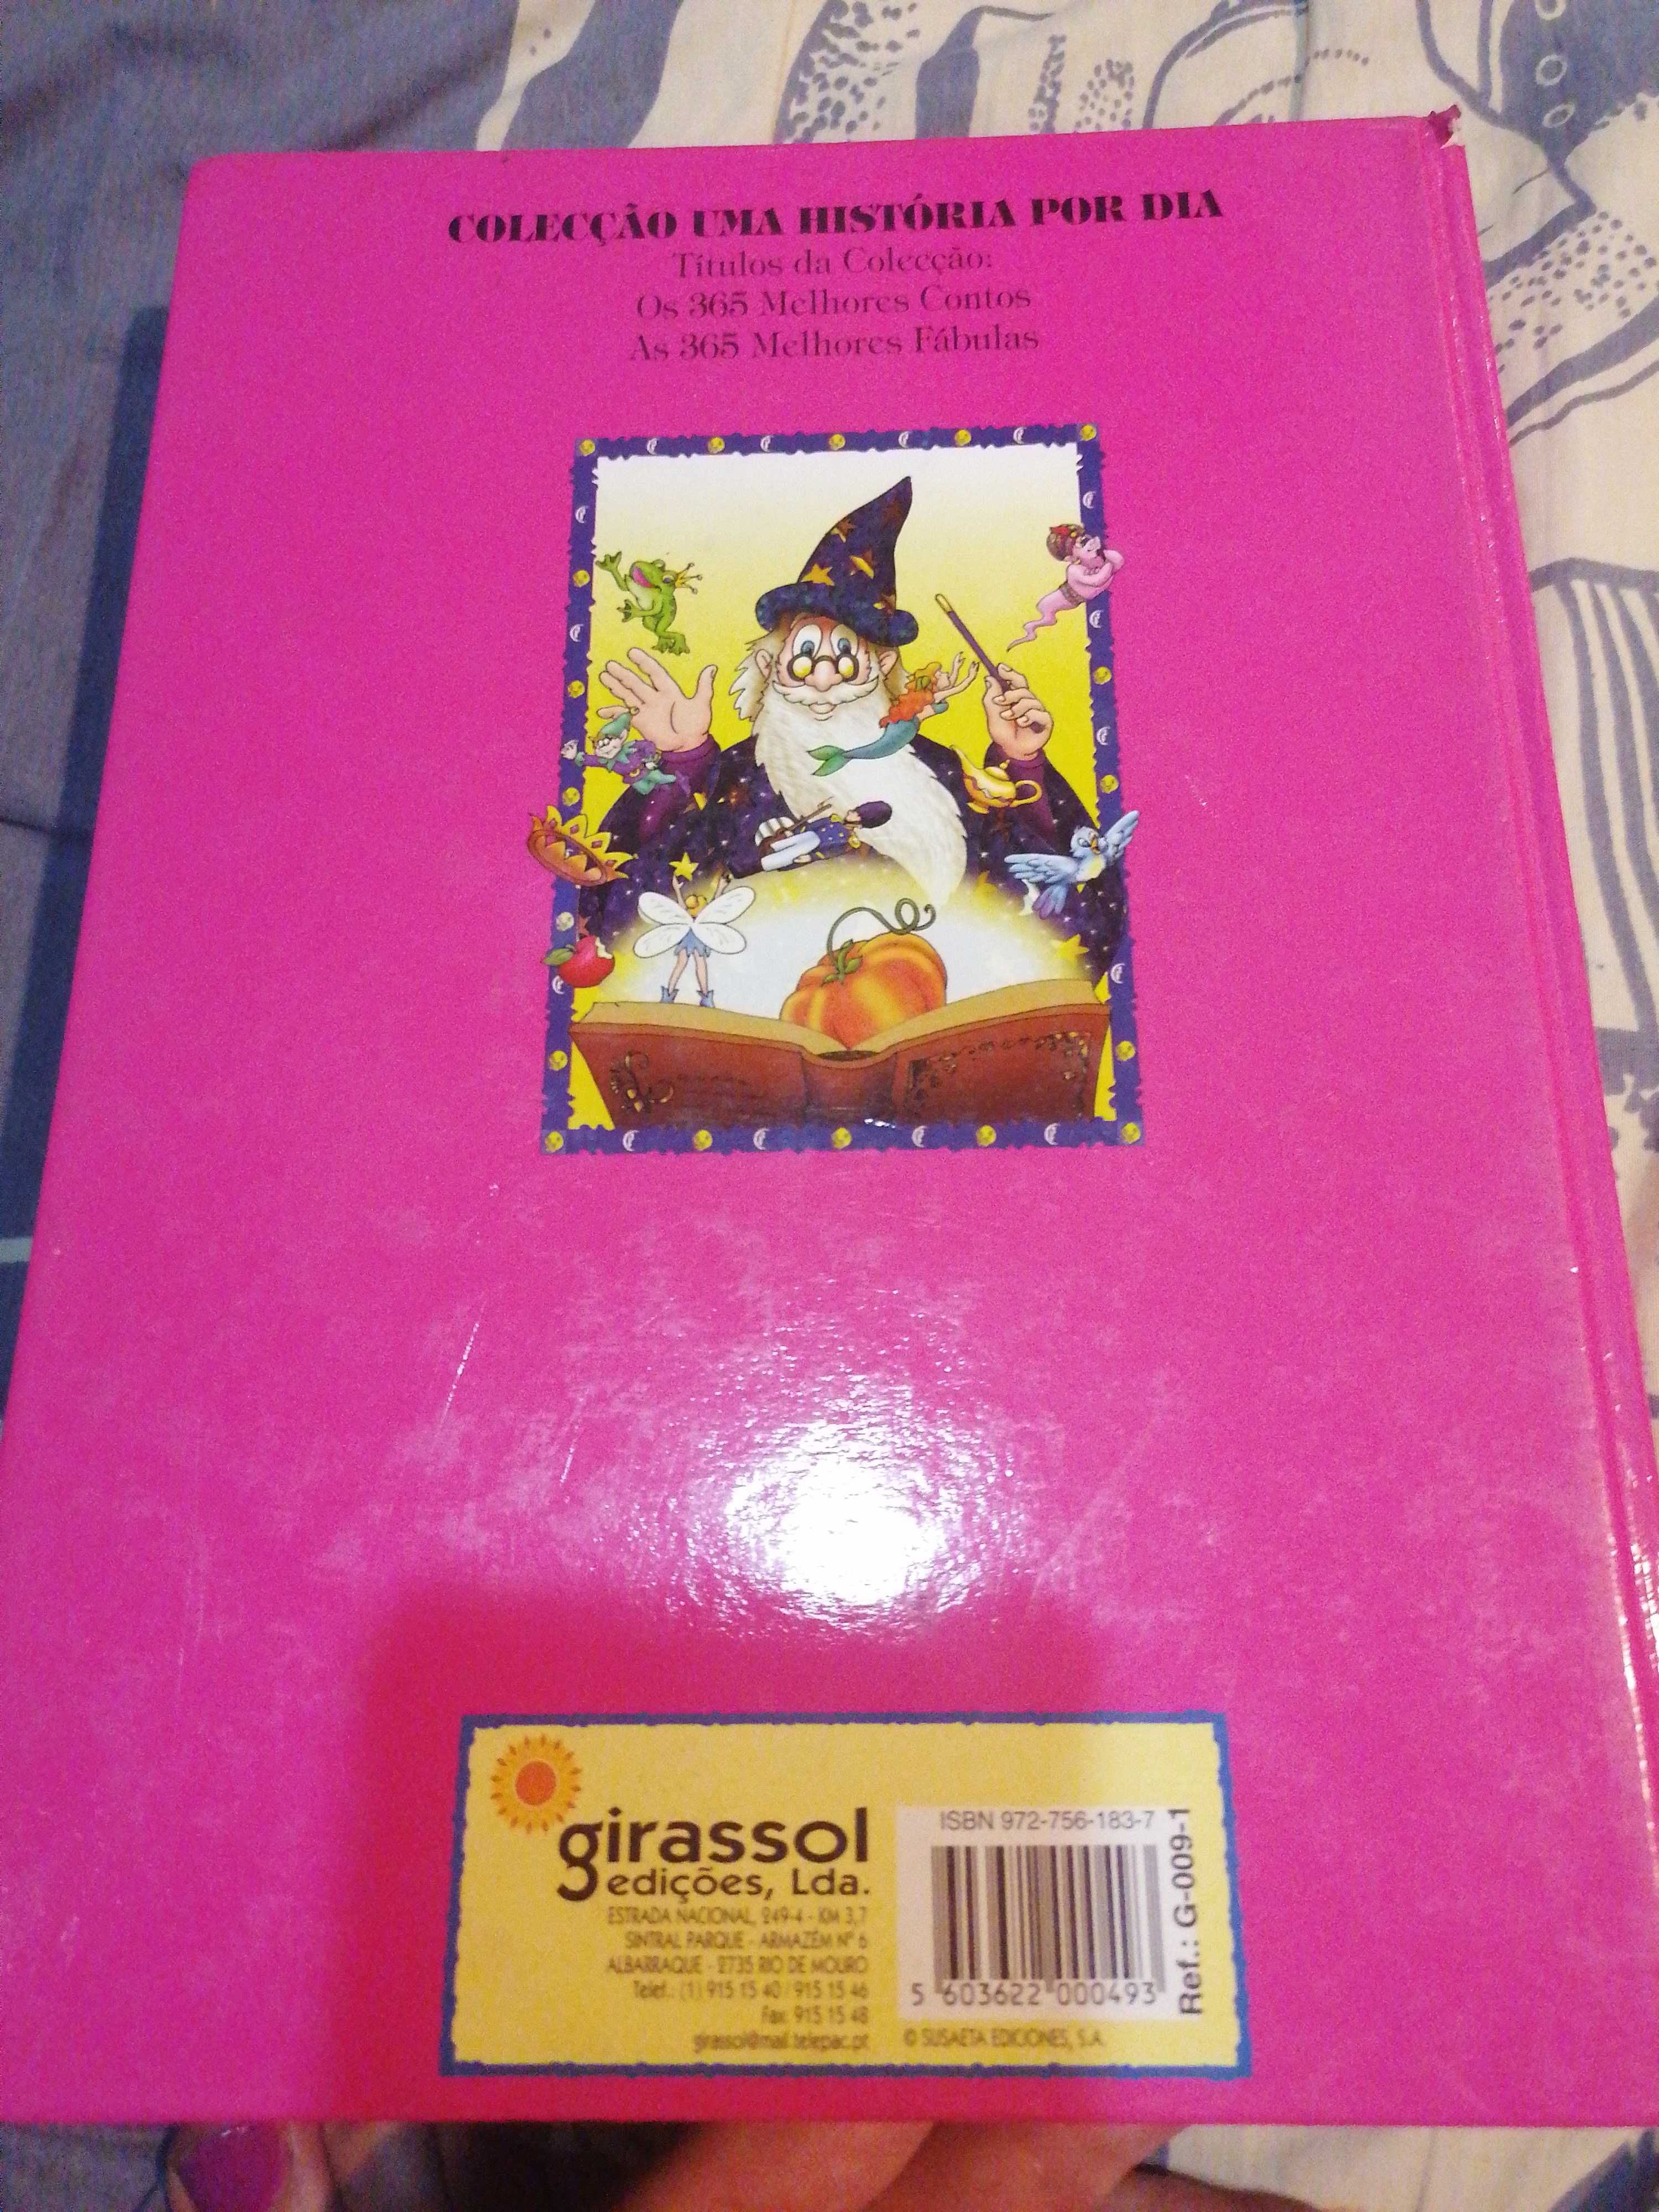 COLECÇÃO UMA HISTÓRIA POR DIA
Títulos da Colecção:
Os 365 Melhores Contos
As 365 Melhores Fábulas
girassol
edições, Lda.
ESTRADA NACIONAL, 249-4 - KM 3,7
SINTRAL PARQUE - ARMAZÉM Nº 6
ALBARRAQUE - 2735 RIO DE MOURO
Telef.: (1) 915 15 40 / 915 15 46
Fax: 915 15 48
girassol@mail.telepac.pt
ISBN 972-756-183-7
5 603622 000493
Ref.: G-009-1
© SUSAETA EDICIONES, S.A.